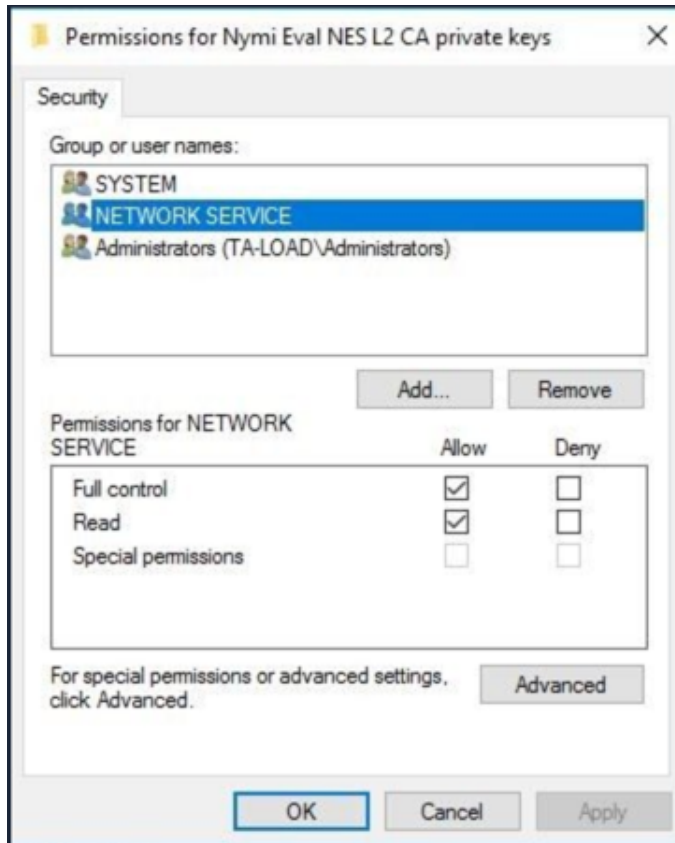 Permissions for Nymi Eval NES L2 CA private keys
Security
Group or user names:
SYSTEM
NETWORK SERVICE
Administrators (TA-LOAD\Administrators)
Add...
Remove
Permissions for NETWORK
SERVICE
Allow
Deny
Full control
Read
Special permissions
For special permissions or advanced settings,
click Advanced.
Advanced
OK
Cancel
Apply